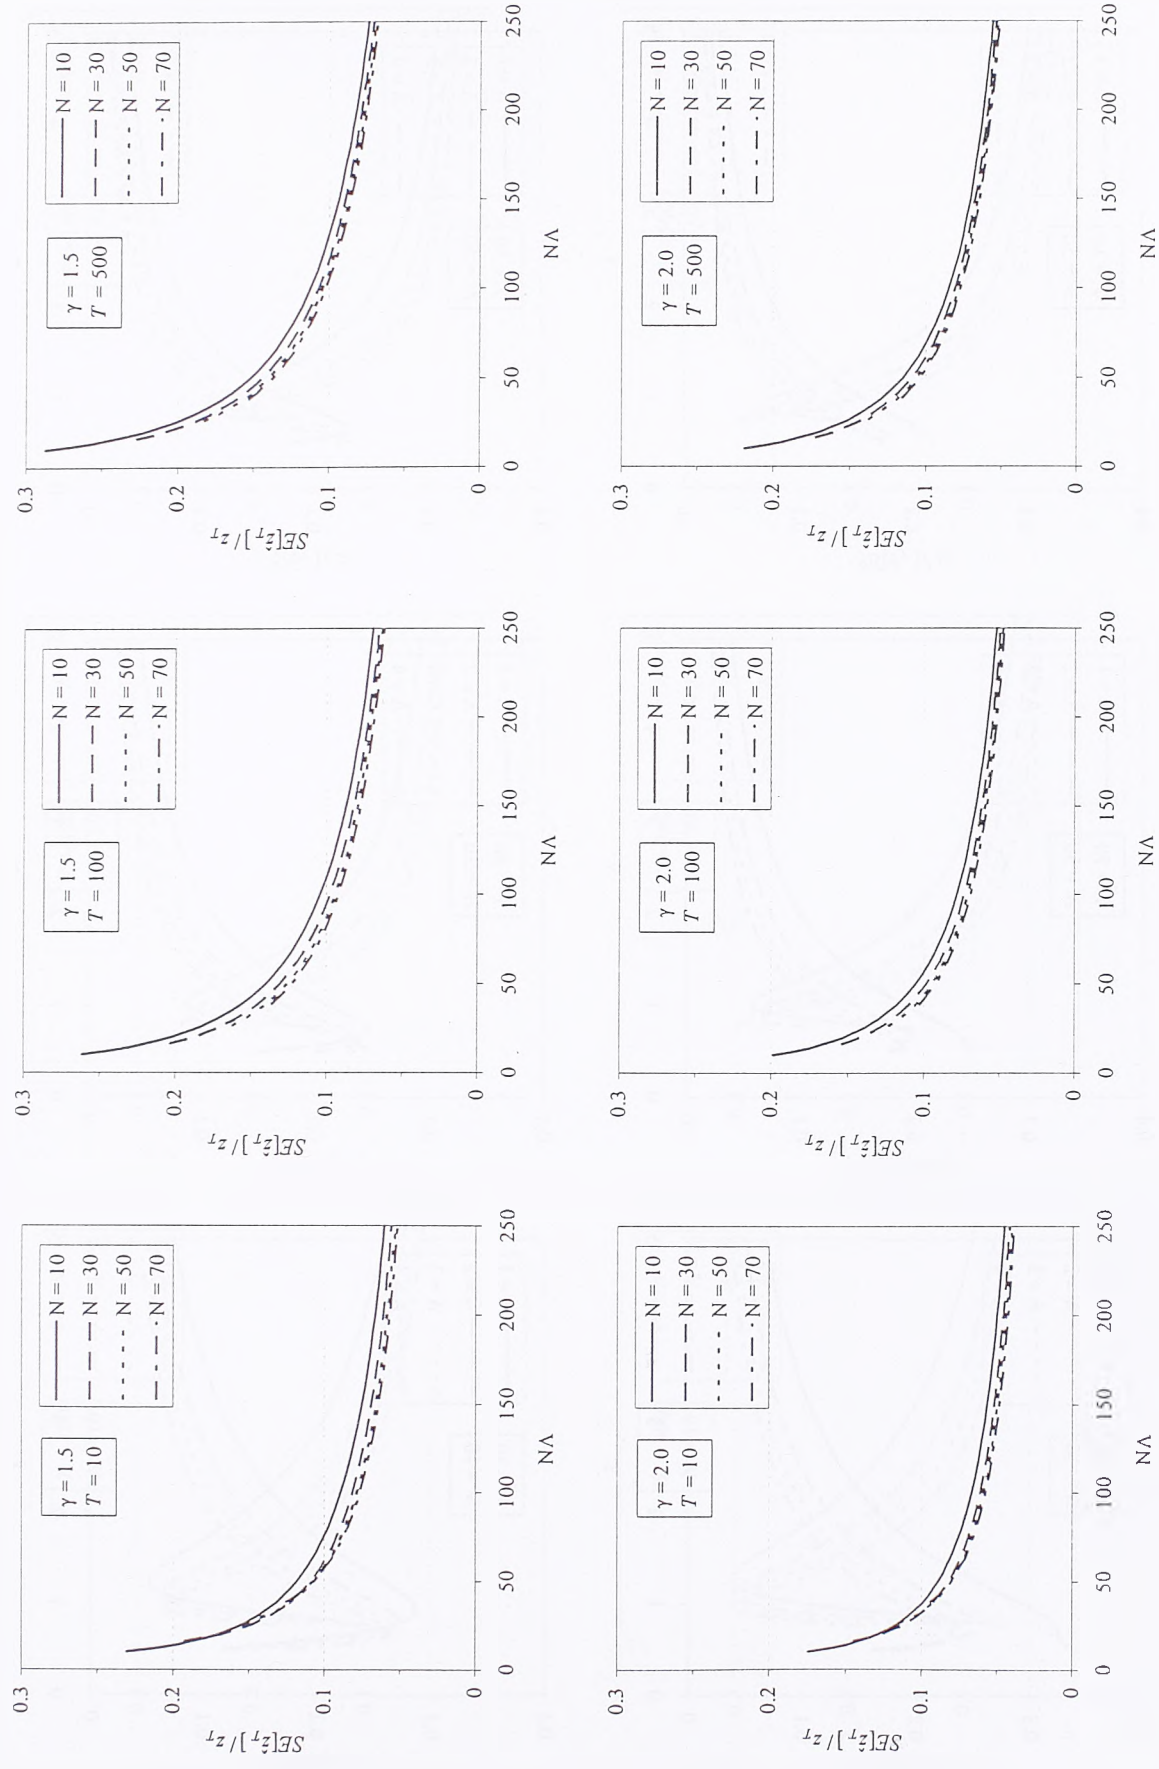 SE[ẑ_T]/z_T
0.3
0.2
0.1
0
γ = 1.5
T = 10
N = 10
N = 30
N = 50
N = 70
0 50 100 150 200 250
VN
SE[ẑ_T]/z_T
0.3
0.2
0.1
0
γ = 1.5
T = 100
N = 10
N = 30
N = 50
N = 70
0 50 100 150 200 250
VN
SE[ẑ_T]/z_T
0.3
0.2
0.1
0
γ = 1.5
T = 500
N = 10
N = 30
N = 50
N = 70
0 50 100 150 200 250
VN
SE[ẑ_T]/z_T
0.3
0.2
0.1
0
γ = 2.0
T = 10
N = 10
N = 30
N = 50
N = 70
0 50 100 150 200 250
VN
SE[ẑ_T]/z_T
0.3
0.2
0.1
0
γ = 2.0
T = 100
N = 10
N = 30
N = 50
N = 70
0 50 100 150 200 250
VN
SE[ẑ_T]/z_T
0.3
0.2
0.1
0
γ = 2.0
T = 500
N = 10
N = 30
N = 50
N = 70
0 50 100 150 200 250
VN